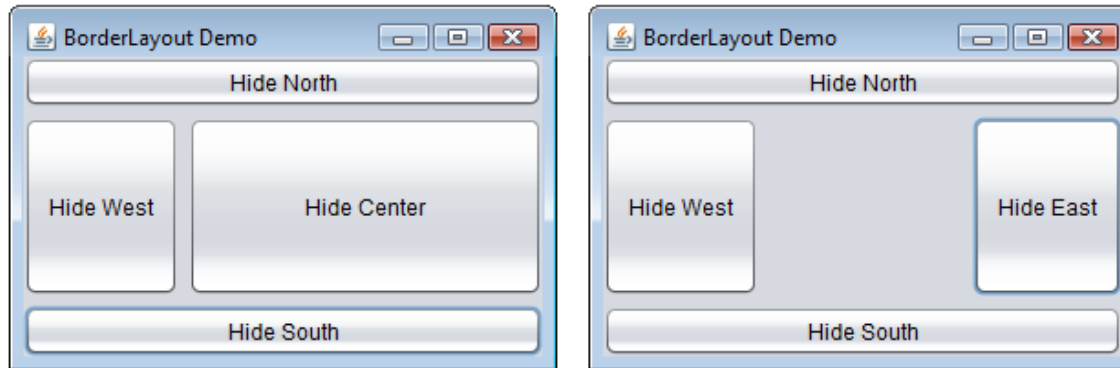 BorderLayout Demo
Hide North
Hide West
Hide Center
Hide South
BorderLayout Demo
Hide North
Hide West
Hide East
Hide South